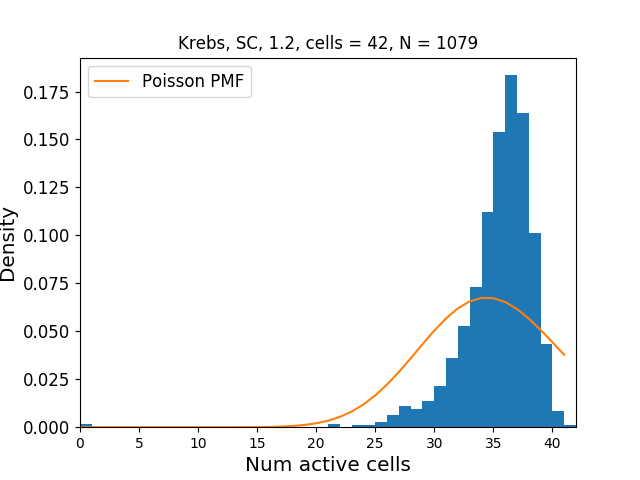 Krebs, SC, 1.2, cells = 42, N = 1079
Poisson PMF
0.175
0.150
0.125
0.100
0.075
0.050
0.025
0.000
Density
0 5 10 15 20 25 30 35 40
Num active cells